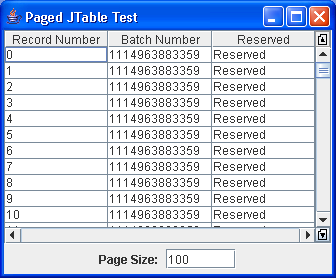 Paged JTable Test
Record Number Batch Number Reserved
0 1114963883359 Reserved
1 1114963883359 Reserved
2 1114963883359 Reserved
3 1114963883359 Reserved
4 1114963883359 Reserved
5 1114963883359 Reserved
6 1114963883359 Reserved
7 1114963883359 Reserved
8 1114963883359 Reserved
9 1114963883359 Reserved
10 1114963883359 Reserved
Page Size: 100